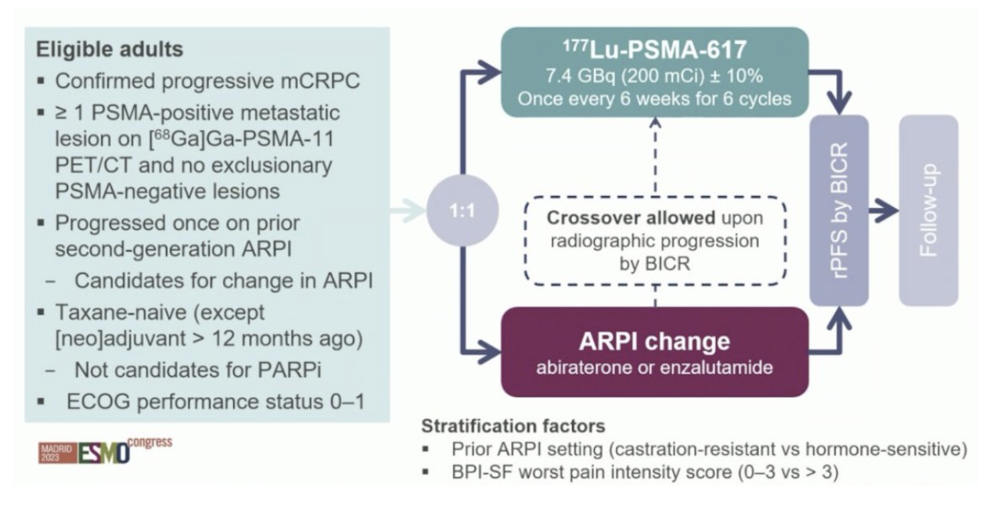 Eligible adults
▪ Confirmed progressive mCRPC
▪ ≥ 1 PSMA-positive metastatic
lesion on [⁶⁸Ga]Ga-PSMA-11
PET/CT and no exclusionary
PSMA-negative lesions
▪ Progressed once on prior
second-generation ARPI
– Candidates for change in ARPI
▪ Taxane-naive (except
[neo]adjuvant > 12 months ago)
– Not candidates for PARPi
▪ ECOG performance status 0–1
1:1
¹⁷⁷Lu-PSMA-617
7.4 GBq (200 mCi) ± 10%
Once every 6 weeks for 6 cycles
Crossover allowed upon
radiographic progression
by BICR
ARPI change
abiraterone or enzalutamide
rPFS by BICR
Follow-up
Stratification factors
▪ Prior ARPI setting (castration-resistant vs hormone-sensitive)
▪ BPI-SF worst pain intensity score (0–3 vs > 3)
MADRID
2023
ESMO congress